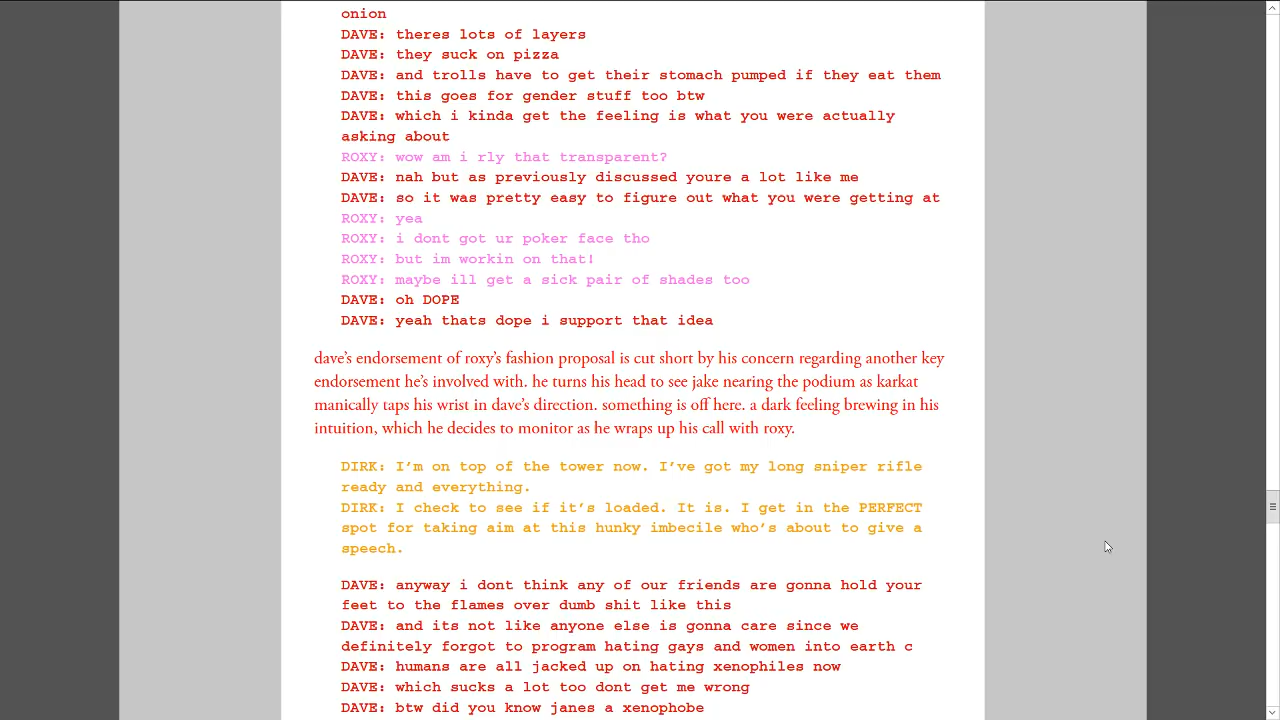 onion
DAVE: theres lots of layers
DAVE: they suck on pizza
DAVE: and trolls have to get their stomach pumped if they eat them
DAVE: this goes for gender stuff too btw
DAVE: which i kinda get the feeling is what you were actually
asking about
ROXY: wow am i rly that transparent?
DAVE: nah but as previously discussed youre a lot like me
DAVE: so it was pretty easy to figure out what you were getting at
ROXY: yea
ROXY: i dont got ur poker face tho
ROXY: but im workin on that!
ROXY: maybe ill get a sick pair of shades too
DAVE: oh DOPE
DAVE: yeah thats dope i support that idea
dave’s endorsement of roxy’s fashion proposal is cut short by his concern regarding another key
endorsement he’s involved with. he turns his head to see jake nearing the podium as karkat
manically taps his wrist in dave’s direction. something is off here. a dark feeling brewing in his
intuition, which he decides to monitor as he wraps up his call with roxy.
DIRK: I’m on top of the tower now. I’ve got my long sniper rifle
ready and everything.
DIRK: I check to see if it’s loaded. It is. I get in the PERFECT
spot for taking aim at this hunky imbecile who’s about to give a
speech.
DAVE: anyway i dont think any of our friends are gonna hold your
feet to the flames over dumb shit like this
DAVE: and its not like anyone else is gonna care since we
definitely forgot to program hating gays and women into earth c
DAVE: humans are all jacked up on hating xenophiles now
DAVE: which sucks a lot too dont get me wrong
DAVE: btw did you know janes a xenophobe